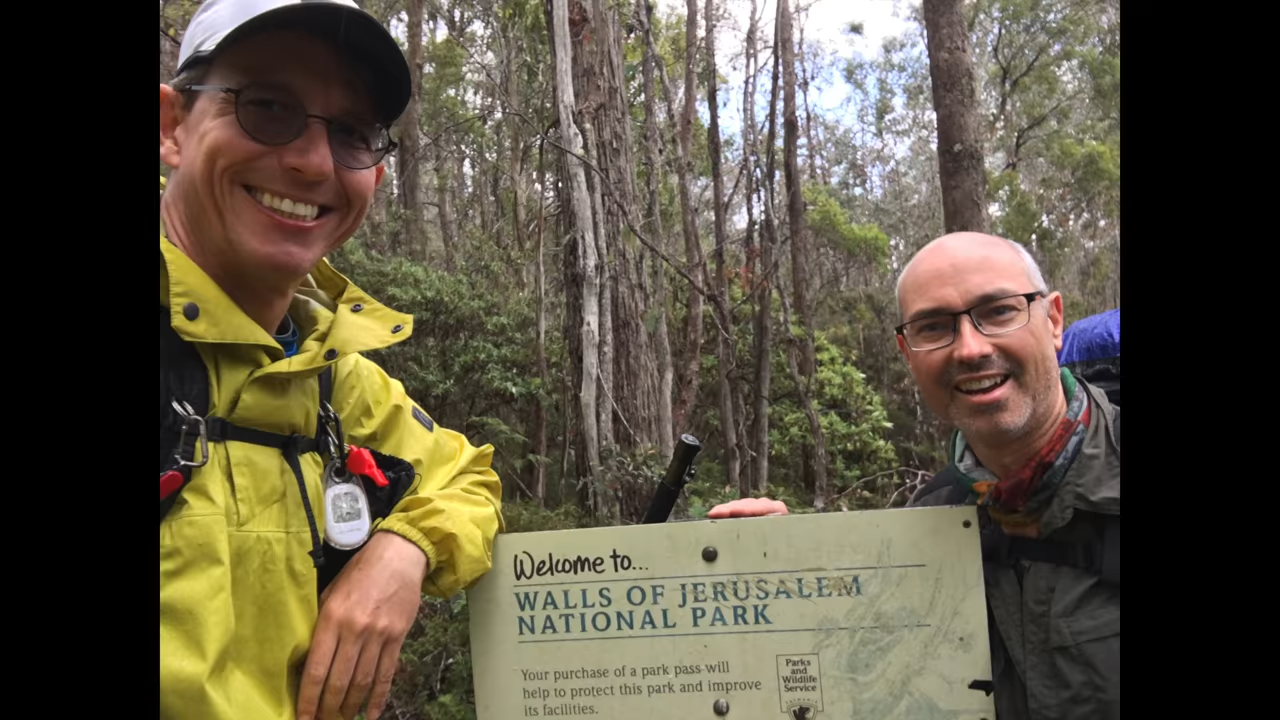 Welcome to...
WALLS OF JERUSALEM
NATIONAL PARK
Your purchase of a park pass will
help to protect this park and improve
its facilities.
Parks
and
Wildlife
Service